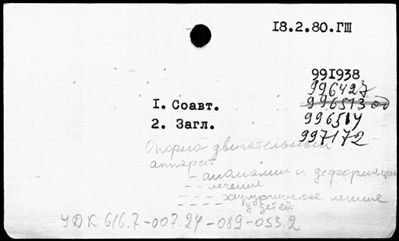 18.2.80.ГШ
991938
996427
996513
1. Соавт.
996514
2. Загл.
997172
Опорно двигательный
аппарат
- аномалии и деформации
- лечение
- хирургическое лечение
у детей
УДК 616.7-007.24-089-053.2